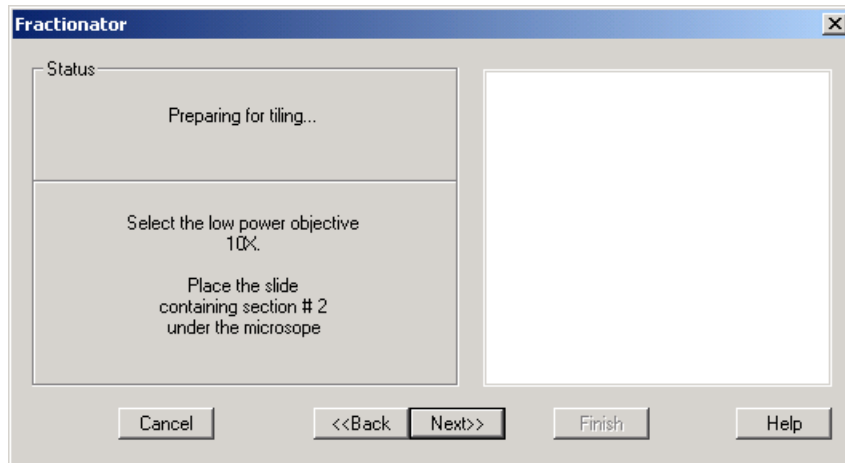 Fractionator
Status
Preparing for tiling...
Select the low power objective
10X.
Place the slide
containing section # 2
under the microsope
Cancel
<<Back
Next>>
Finish
Help